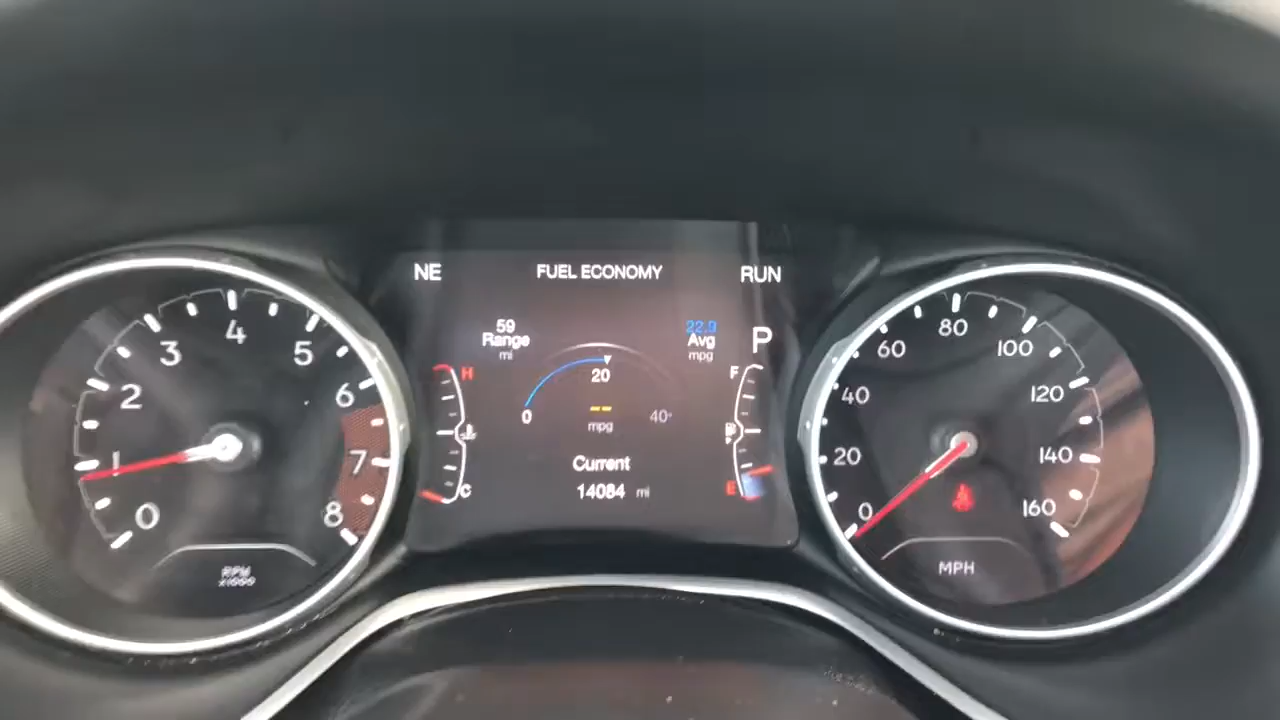 NE FUEL ECONOMY RUN
59
Range
mi
22.9
Avg
mpg
P
H
C
F
E
20
0
40
--
mpg
Current
14084 mi
0
1
2
3
4
5
6
7
8
RPM
x1000
0
20
40
60
80
100
120
140
160
MPH